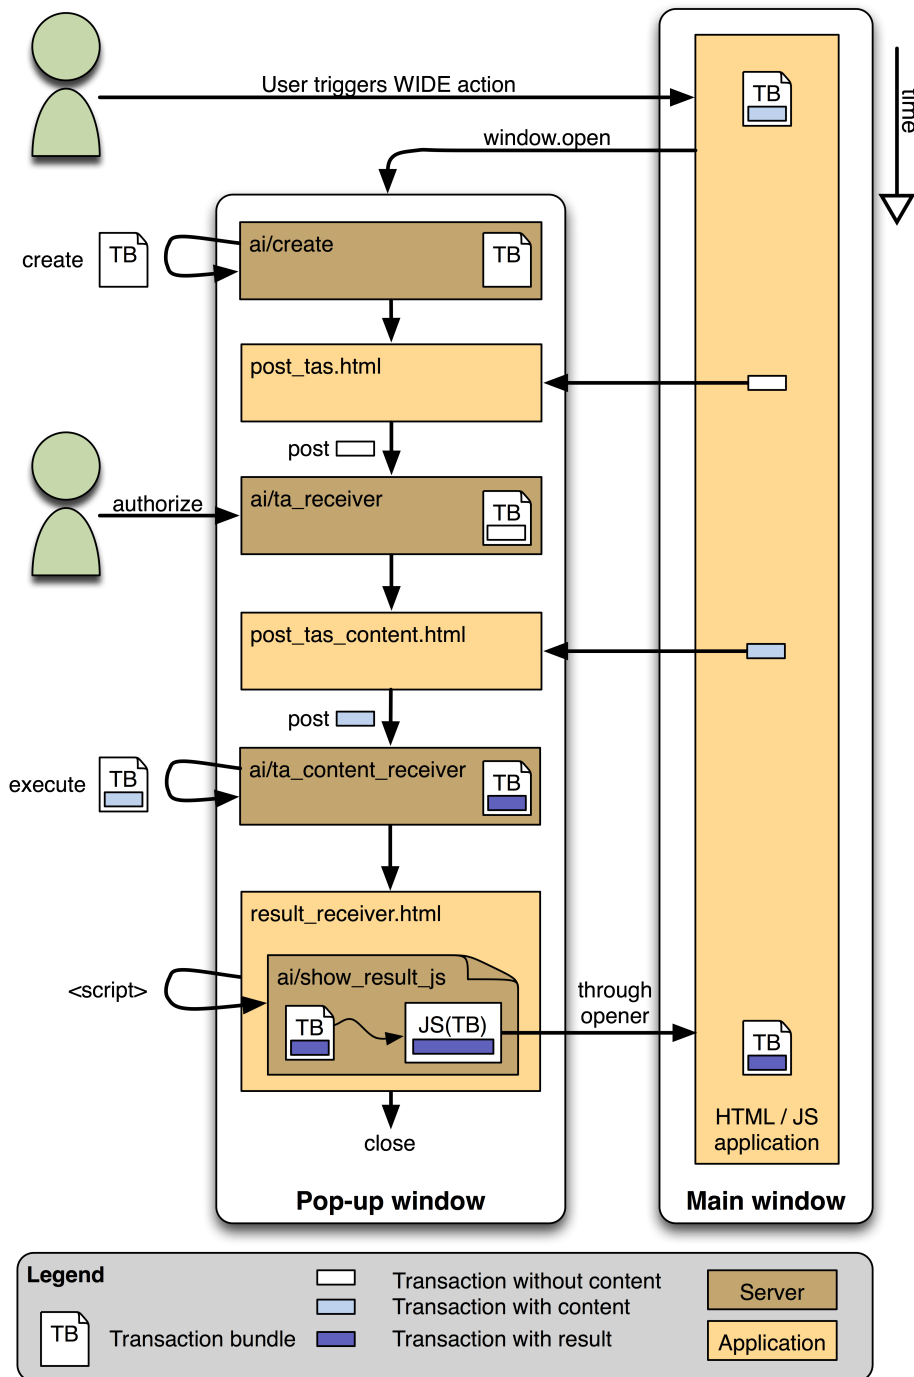 User triggers WIDE action
TB
time
window.open
create
TB
ai/create
TB
post_tas.html
post
authorize
ai/ta_receiver
TB
post_tas_content.html
post
execute
TB
ai/ta_content_receiver
TB
result_receiver.html
<script>
ai/show_result_js
TB
JS(TB)
through
opener
TB
HTML / JS
application
close
Pop-up window
Main window
Legend
TB
Transaction bundle
Transaction without content
Transaction with content
Transaction with result
Server
Application